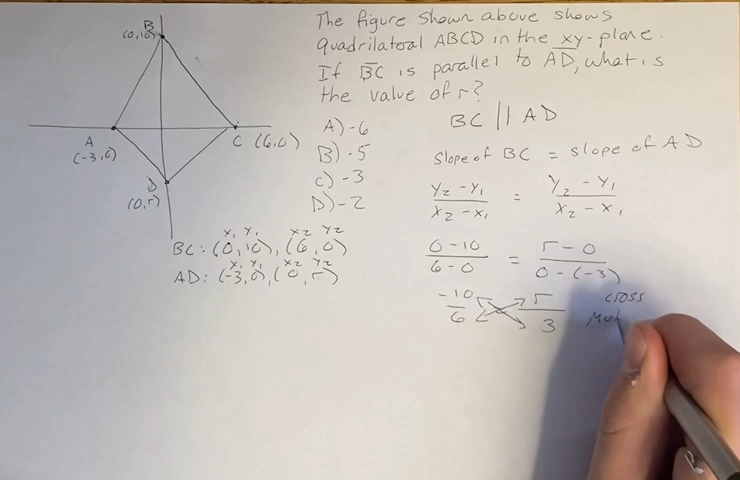 The figure shown above shows
quadrilateral ABCD in the xy-plane.
If BC is parallel to AD, what is
the value of r?
B
(0,10)
A
(-3,0)
C (6,0)
D
(0,r)
A) -6
B) -5
C) -3
D) -2
BC || AD
Slope of BC = slope of AD
Y2 - Y1 / X2 - X1 = Y2 - Y1 / X2 - X1
0 - 10 / 6 - 0 = r - 0 / 0 - (-3)
-10 / 6 r / 3
cross
Mul
X1 Y1 X2 Y2
BC: (0,10), (6,0)
X1 Y1 X2 Y2
AD: (-3,0), (0,r)